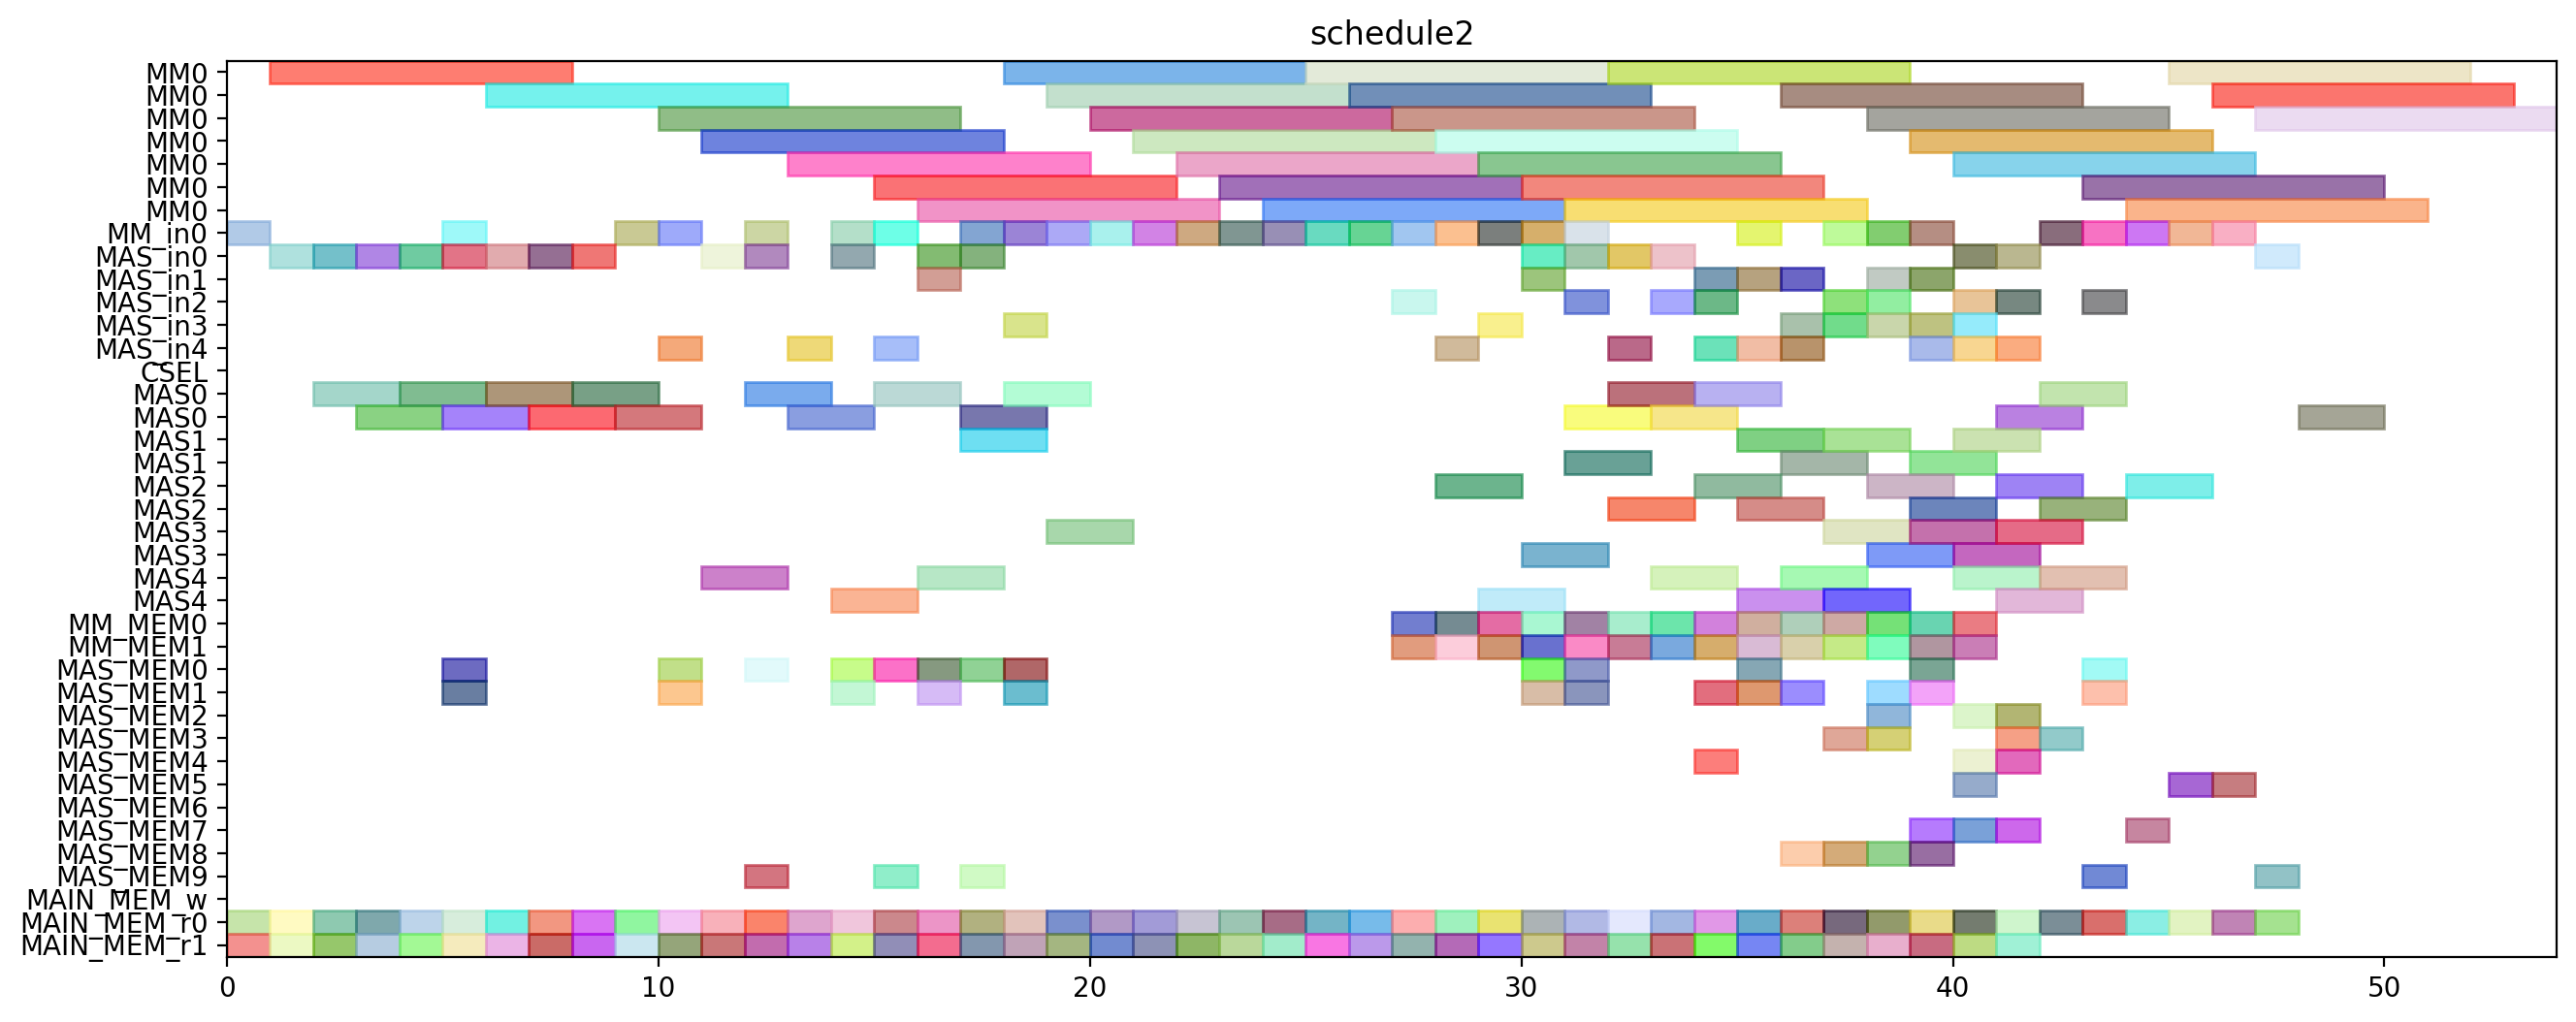 schedule2
MM0
MM0
MM0
MM0
MM0
MM0
MM0
MM_in0
MAS_in0
MAS_in1
MAS_in2
MAS_in3
MAS_in4
CSEL
MAS0
MAS0
MAS1
MAS1
MAS2
MAS2
MAS3
MAS3
MAS4
MAS4
MM_MEM0
MM_MEM1
MAS_MEM0
MAS_MEM1
MAS_MEM2
MAS_MEM3
MAS_MEM4
MAS_MEM5
MAS_MEM6
MAS_MEM7
MAS_MEM8
MAS_MEM9
MAIN_MEM_w
MAIN_MEM_r0
MAIN_MEM_r1
0 10 20 30 40 50